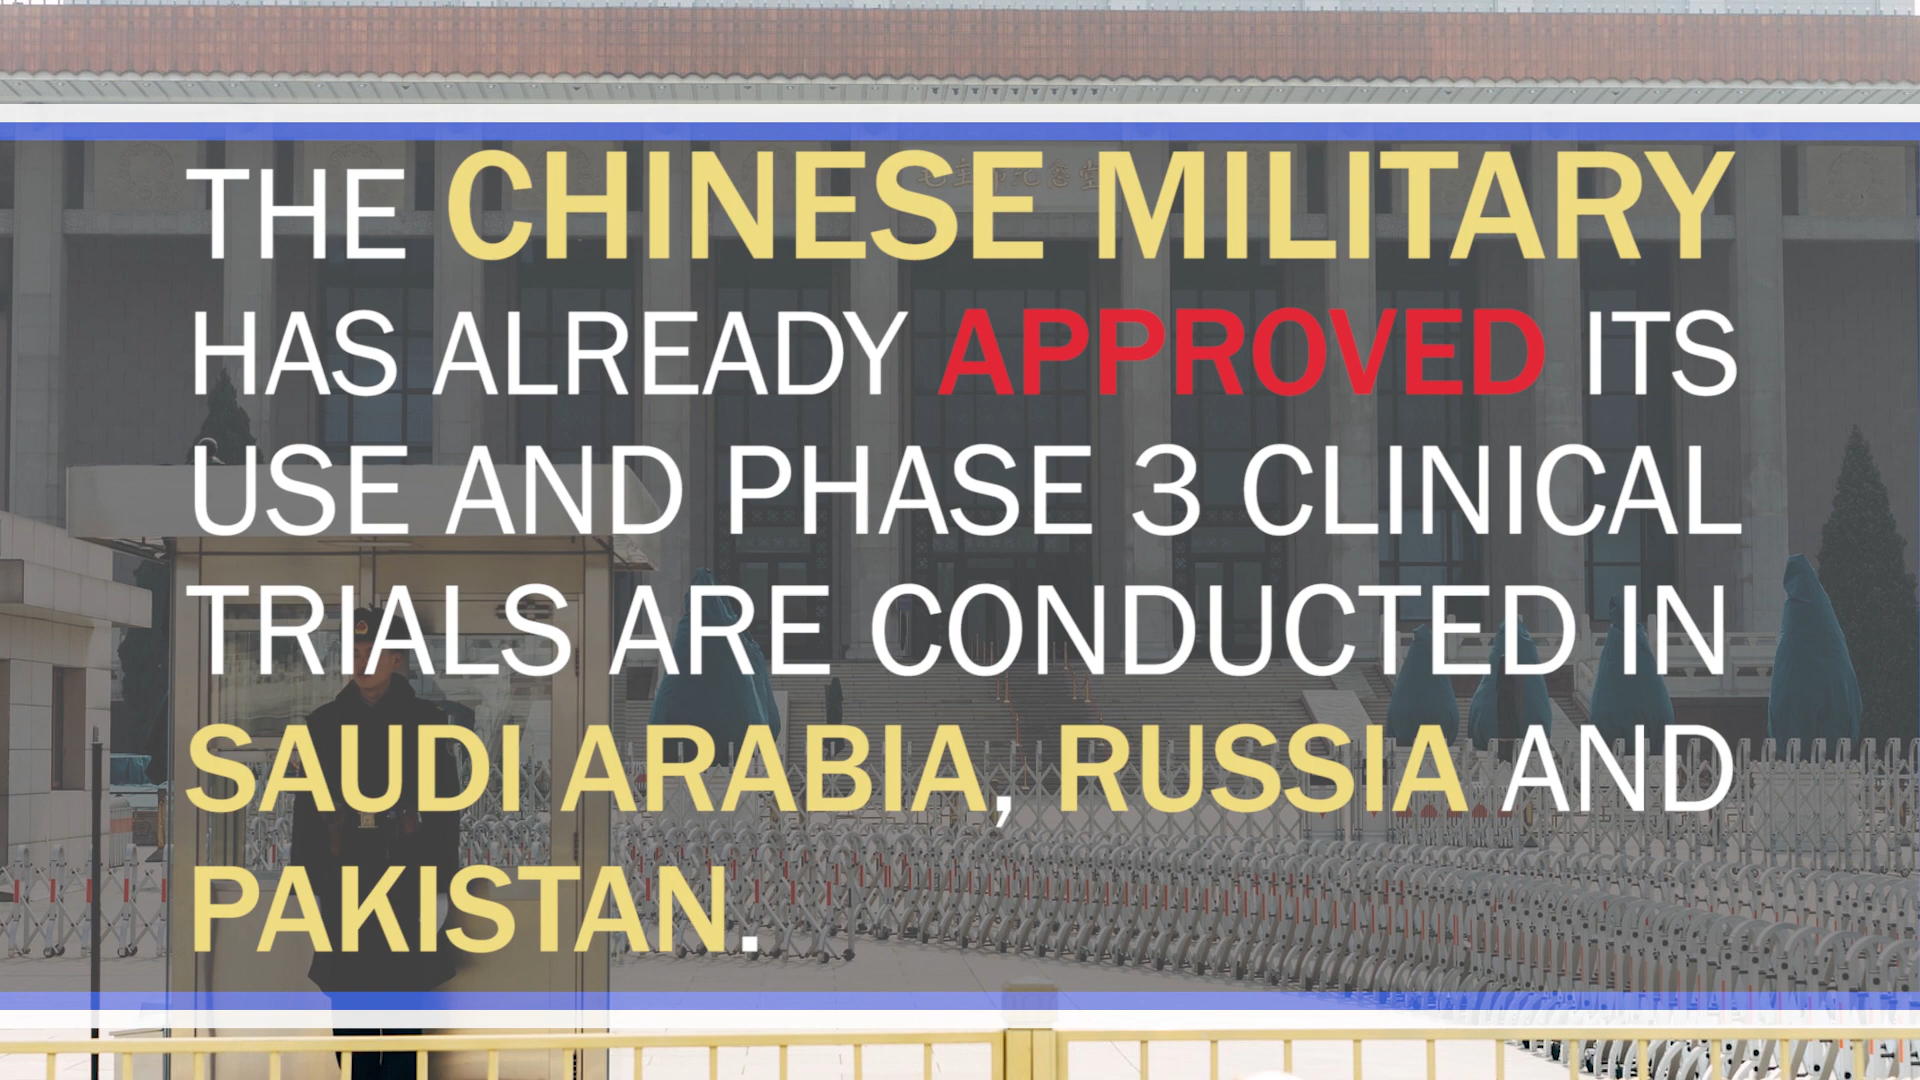 THE CHINESE MILITARY
HAS ALREADY APPROVED ITS
USE AND PHASE 3 CLINICAL
TRIALS ARE CONDUCTED IN
SAUDI ARABIA, RUSSIA AND
PAKISTAN.